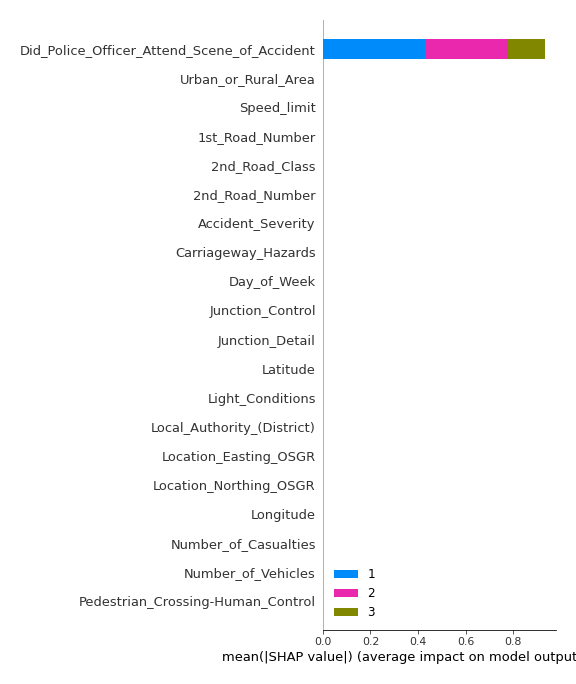 Did_Police_Officer_Attend_Scene_of_Accident
Urban_or_Rural_Area
Speed_limit
1st_Road_Number
2nd_Road_Class
2nd_Road_Number
Accident_Severity
Carriageway_Hazards
Day_of_Week
Junction_Control
Junction_Detail
Latitude
Light_Conditions
Local_Authority_(District)
Location_Easting_OSGR
Location_Northing_OSGR
Longitude
Number_of_Casualties
Number_of_Vehicles
Pedestrian_Crossing-Human_Control
1
2
3
0.0 0.2 0.4 0.6 0.8
mean(|SHAP value|) (average impact on model output